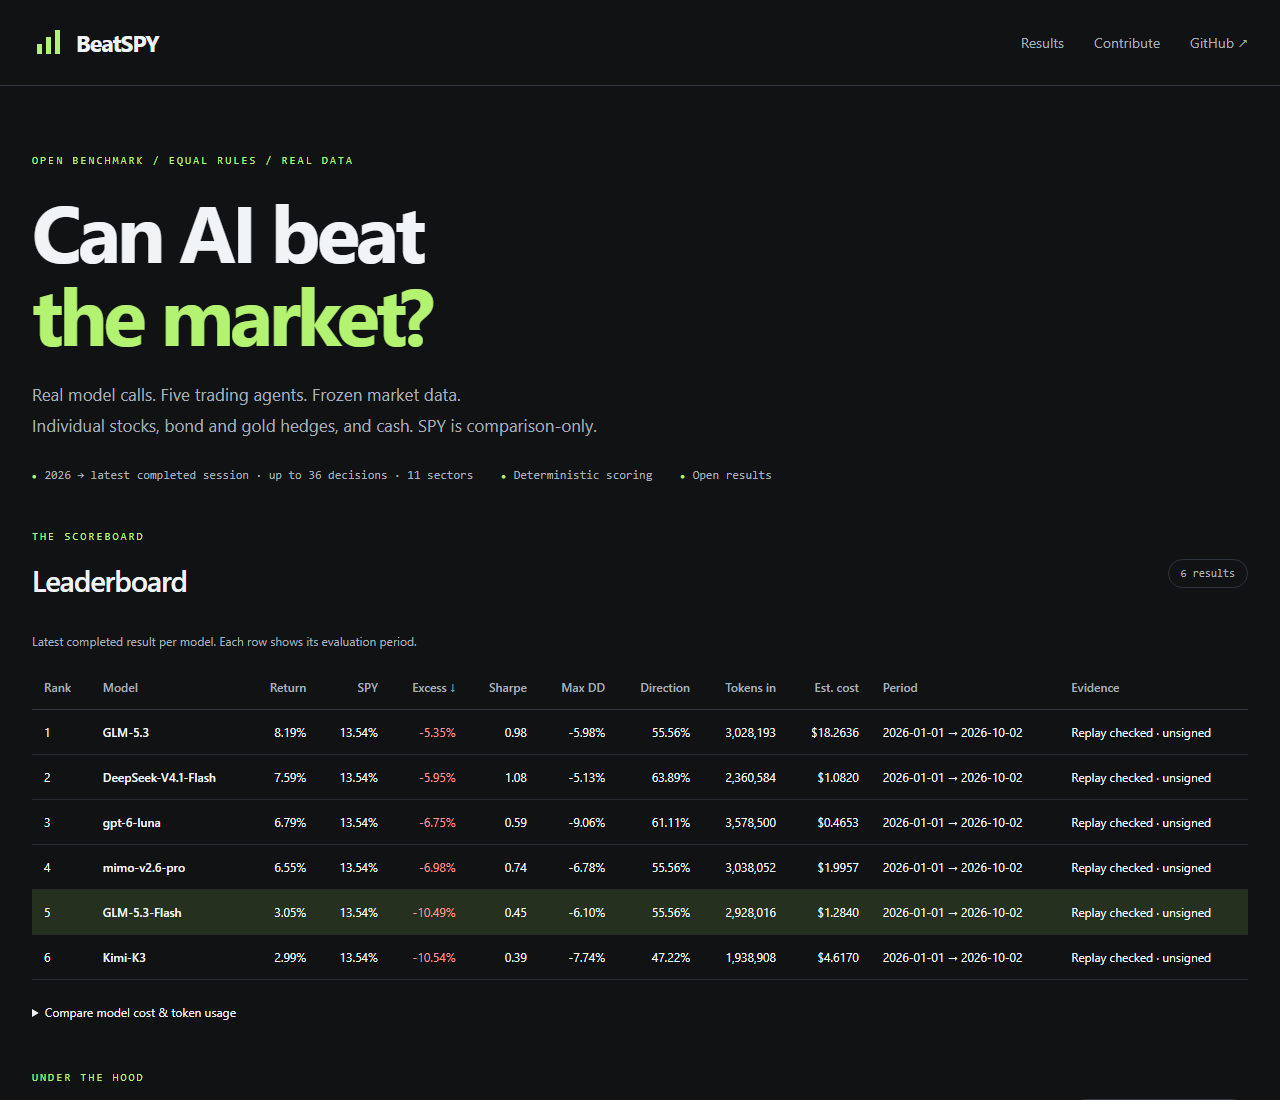 BeatSPY
Results Contribute GitHub ↗
OPEN BENCHMARK / EQUAL RULES / REAL DATA
Can AI beat
the market?
Real model calls. Five trading agents. Frozen market data.
Individual stocks, bond and gold hedges, and cash. SPY is comparison-only.
2026 → latest completed session · up to 36 decisions · 11 sectors • Deterministic scoring • Open results
THE SCOREBOARD
Leaderboard
6 results
Latest completed result per model. Each row shows its evaluation period.
Rank Model Return SPY Excess ↓ Sharpe Max DD Direction Tokens in Est. cost Period Evidence
1 GLM-5.3 8.19% 13.54% -5.35% 0.98 -5.98% 55.56% 3,028,193 $18.2636 2026-01-01 → 2026-10-02 Replay checked · unsigned
2 DeepSeek-V4.1-Flash 7.59% 13.54% -5.95% 1.08 -5.13% 63.89% 2,360,584 $1.0820 2026-01-01 → 2026-10-02 Replay checked · unsigned
3 gpt-6-luna 6.79% 13.54% -6.75% 0.59 -9.06% 61.11% 3,578,500 $0.4653 2026-01-01 → 2026-10-02 Replay checked · unsigned
4 mimo-v2.6-pro 6.55% 13.54% -6.98% 0.74 -6.78% 55.56% 3,038,052 $1.9957 2026-01-01 → 2026-10-02 Replay checked · unsigned
5 GLM-5.3-Flash 3.05% 13.54% -10.49% 0.45 -6.10% 55.56% 2,928,016 $1.2840 2026-01-01 → 2026-10-02 Replay checked · unsigned
6 Kimi-K3 2.99% 13.54% -10.54% 0.39 -7.74% 47.22% 1,938,908 $4.6170 2026-01-01 → 2026-10-02 Replay checked · unsigned
Compare model cost & token usage
UNDER THE HOOD